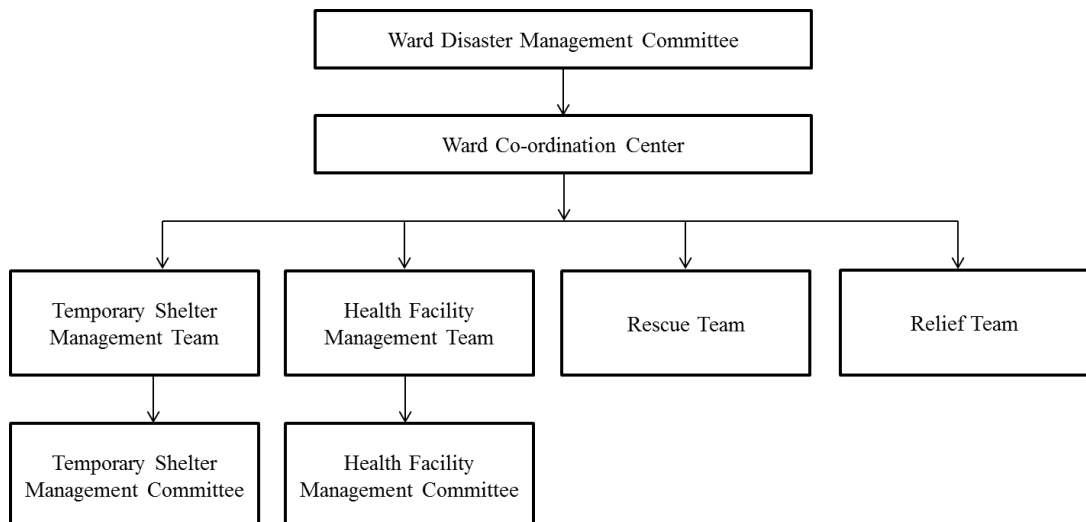 Ward Disaster Management Committee
Ward Co-ordination Center
Temporary Shelter
Management Team
Health Facility
Management Team
Rescue Team
Relief Team
Temporary Shelter
Management Committee
Health Facility
Management Committee